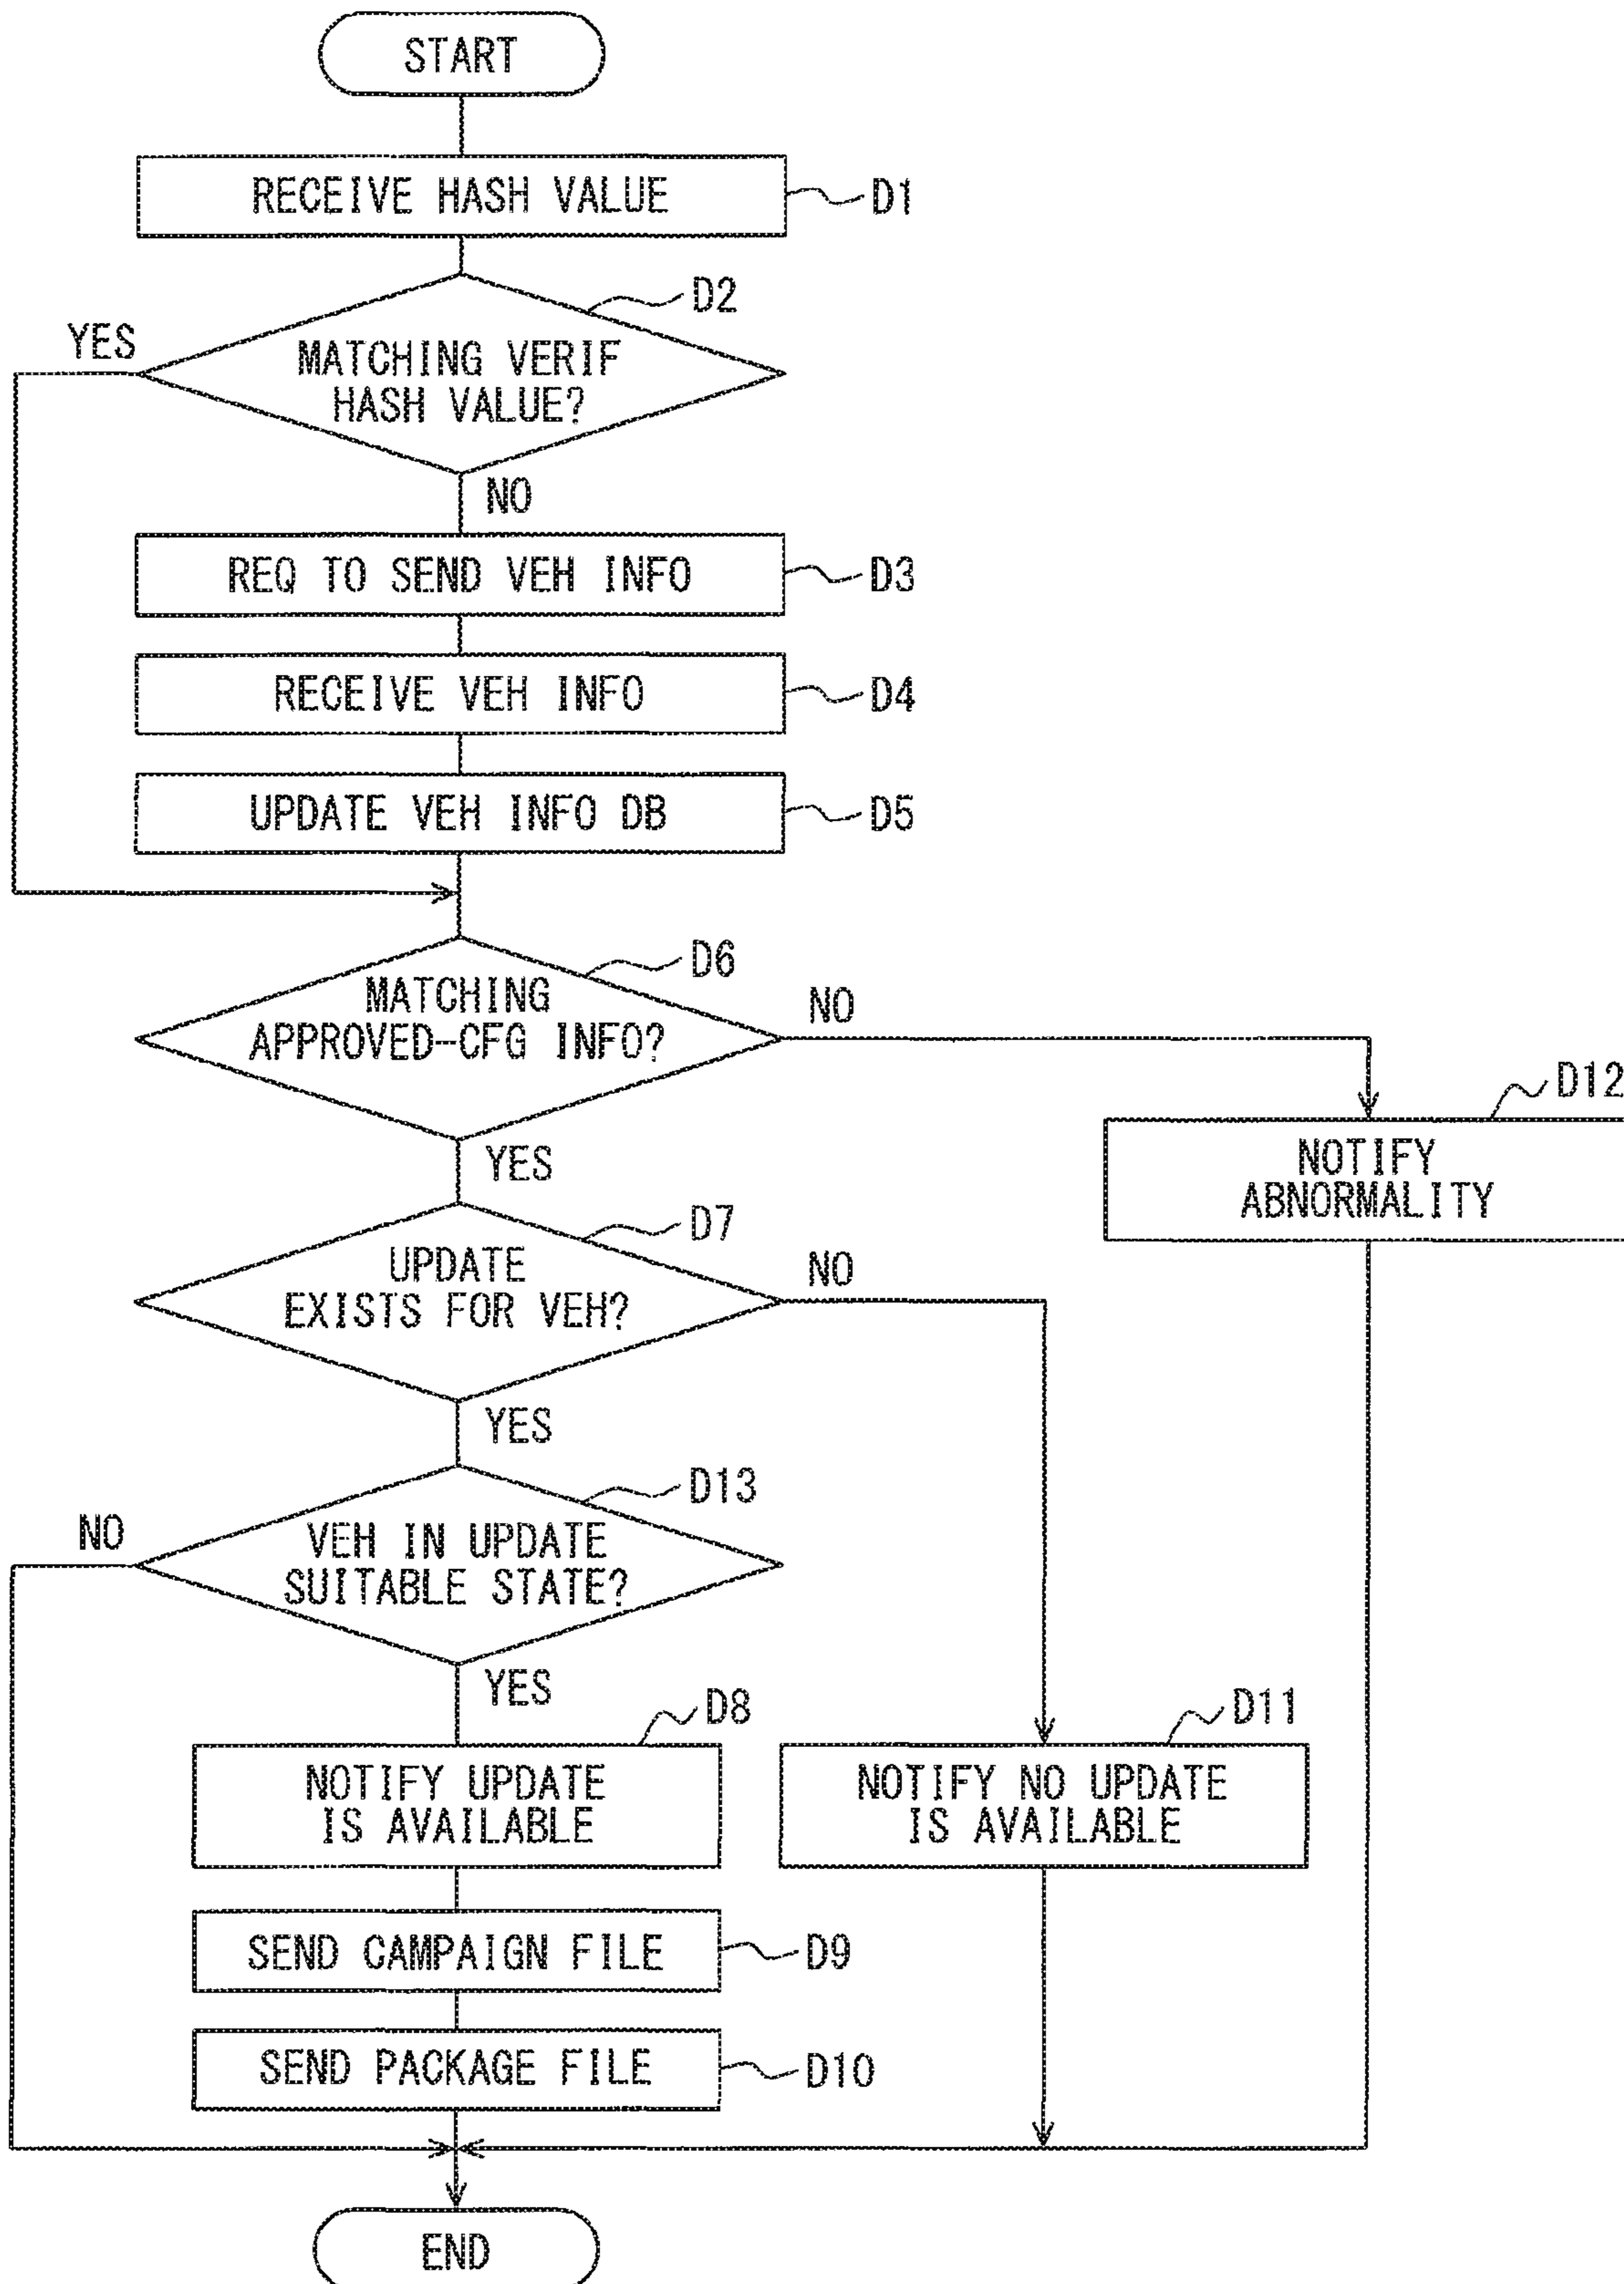 START
RECEIVE HASH VALUE
D1
D2
YES
MATCHING VERIF
HASH VALUE?
NO
REQ TO SEND VEH INFO
D3
RECEIVE VEH INFO
D4
UPDATE VEH INFO DB
D5
D6
MATCHING
APPROVED-CFG INFO?
NO
D12
NOTIFY
ABNORMALITY
YES
D7
UPDATE
EXISTS FOR VEH?
NO
YES
D13
NO
VEH IN UPDATE
SUITABLE STATE?
YES
D8
D11
NOTIFY UPDATE
IS AVAILABLE
NOTIFY NO UPDATE
IS AVAILABLE
SEND CAMPAIGN FILE
D9
SEND PACKAGE FILE
D10
END